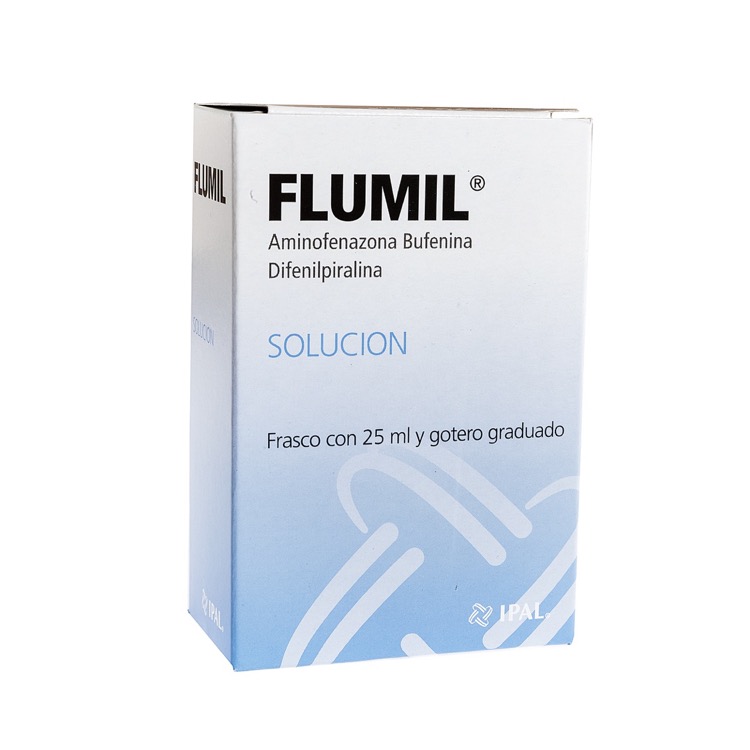 FLUMIL®
Aminofenazona Bufenina
Difenilpiralina
SOLUCION
Frasco con 25 ml y gotero graduado
IPAL
FLUMIL
SOLUCION
IPAL